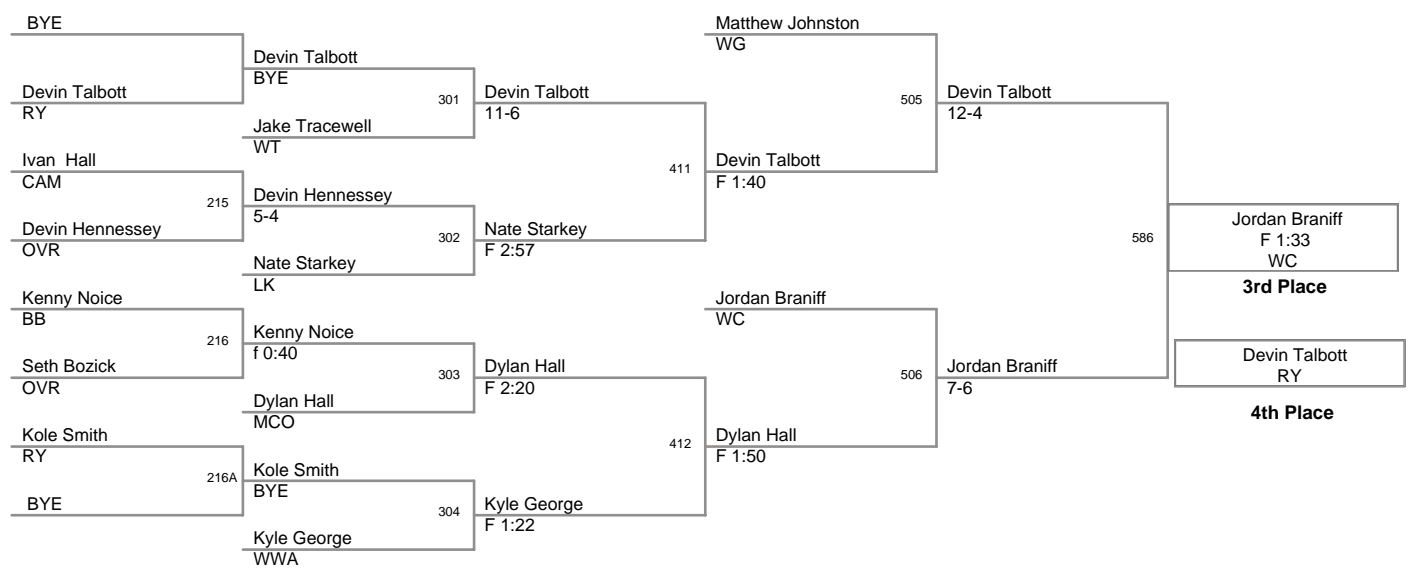 BYE
Devin Talbott
RY
Ivan  Hall
CAM
Devin Hennessey
OVR
Kenny Noice
BB
Seth Bozick
OVR
Kole Smith
RY
BYE
215
216
216A
Devin Talbott
BYE
Jake Tracewell
WT
Devin Hennessey
5-4
Nate Starkey
LK
Kenny Noice
f 0:40
Dylan Hall
MCO
Kole Smith
BYE
Kyle George
WWA
301
302
303
304
Devin Talbott
11-6
Nate Starkey
F 2:57
Dylan Hall
F 2:20
Kyle George
F 1:22
411
412
Matthew Johnston
WG
Devin Talbott
F 1:40
Jordan Braniff
WC
Dylan Hall
F 1:50
505
506
Devin Talbott
12-4
Jordan Braniff
7-6
586
Jordan Braniff
F 1:33
WC
3rd Place
Devin Talbott
RY
4th Place